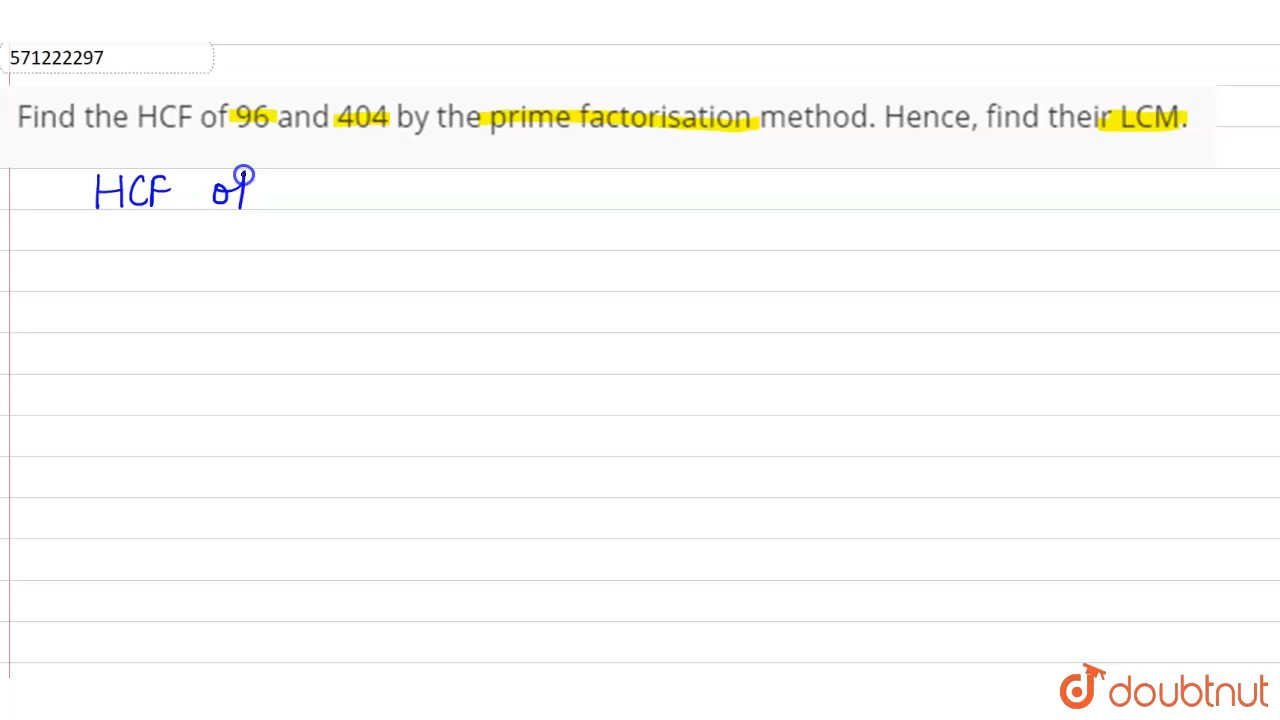 571222297
Find the HCF of 96 and 404 by the prime factorisation method. Hence, find their LCM.
HCF of
doubtnut